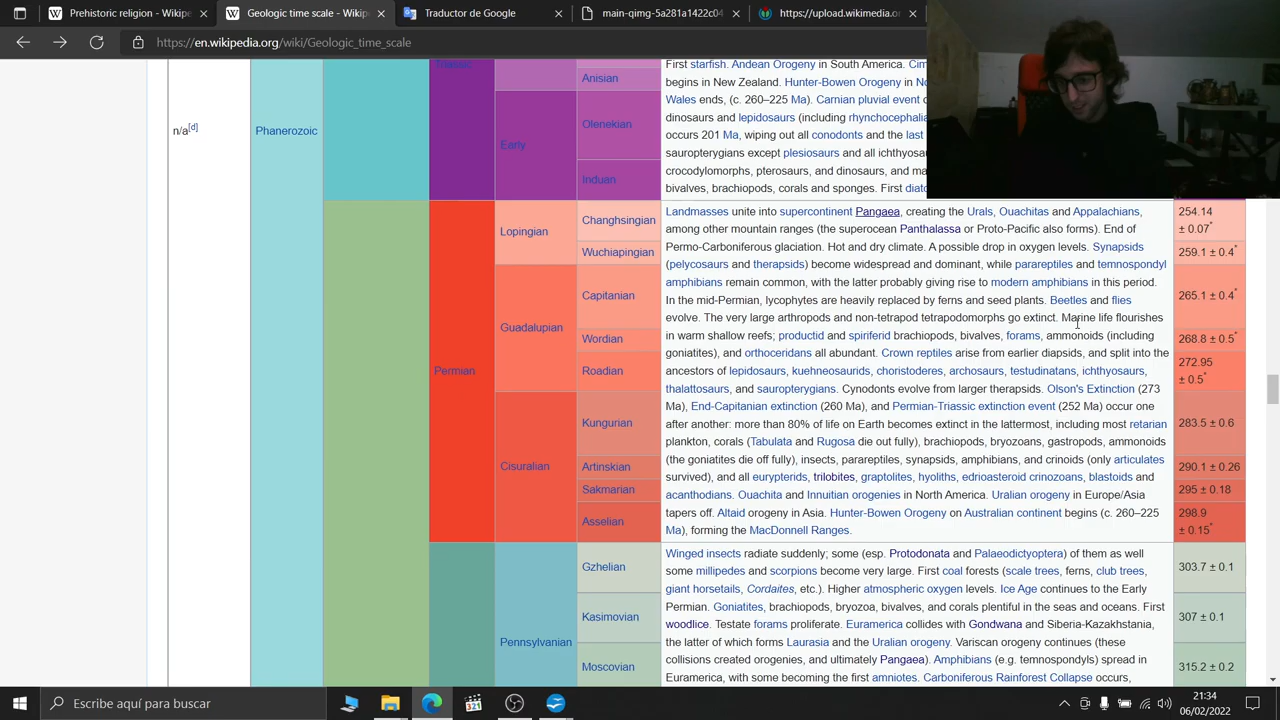 Prehistoric religion - Wikiped
Geologic time scale - Wikipedi
Traductor de Google
main-qimg-5a281a1422c04
https://upload.wikimedia.or
https://en.wikipedia.org/wiki/Geologic_time_scale
n/a[d]
Phanerozoic
Triassic
Early
Anisian
Olenekian
Induan
First starfish. Andean Orogeny in South America. Cim
begins in New Zealand. Hunter-Bowen Orogeny in No
Wales ends, (c. 260–225 Ma). Carnian pluvial event o
dinosaurs and lepidosaurs (including rhynchocephalia
occurs 201 Ma, wiping out all conodonts and the last
sauropterygians except plesiosaurs and all ichthyosau
crocodylomorphs, pterosaurs, and dinosaurs, and ma
bivalves, brachiopods, corals and sponges. First diato
Permian
Lopingian
Guadalupian
Cisuralian
Changhsingian
Wuchiapingian
Capitanian
Wordian
Roadian
Kungurian
Artinskian
Sakmarian
Asselian
Landmasses unite into supercontinent Pangaea, creating the Urals, Ouachitas and Appalachians,
among other mountain ranges (the superocean Panthalassa or Proto-Pacific also forms). End of
Permo-Carboniferous glaciation. Hot and dry climate. A possible drop in oxygen levels. Synapsids
(pelycosaurs and therapsids) become widespread and dominant, while parareptiles and temnospondyl
amphibians remain common, with the latter probably giving rise to modern amphibians in this period.
In the mid-Permian, lycophytes are heavily replaced by ferns and seed plants. Beetles and flies
evolve. The very large arthropods and non-tetrapod tetrapodomorphs go extinct. Marine life flourishes
in warm shallow reefs; productid and spiriferid brachiopods, bivalves, forams, ammonoids (including
goniatites), and orthoceridans all abundant. Crown reptiles arise from earlier diapsids, and split into the
ancestors of lepidosaurs, kuehneosaurids, choristoderes, archosaurs, testudinatans, ichthyosaurs,
thalattosaurs, and sauropterygians. Cynodonts evolve from larger therapsids. Olson's Extinction (273
Ma), End-Capitanian extinction (260 Ma), and Permian-Triassic extinction event (252 Ma) occur one
after another: more than 80% of life on Earth becomes extinct in the lattermost, including most retarian
plankton, corals (Tabulata and Rugosa die out fully), brachiopods, bryozoans, gastropods, ammonoids
(the goniatites die off fully), insects, parareptiles, synapsids, amphibians, and crinoids (only articulates
survived), and all eurypterids, trilobites, graptolites, hyoliths, edrioasteroid crinozoans, blastoids and
acanthodians. Ouachita and Innuitian orogenies in North America. Uralian orogeny in Europe/Asia
tapers off. Altaid orogeny in Asia. Hunter-Bowen Orogeny on Australian continent begins (c. 260–225
Ma), forming the MacDonnell Ranges.
254.14
± 0.07*
259.1 ± 0.4*
265.1 ± 0.4*
268.8 ± 0.5*
272.95
± 0.5*
283.5 ± 0.6
290.1 ± 0.26
295 ± 0.18
298.9
± 0.15*
Pennsylvanian
Gzhelian
Kasimovian
Moscovian
Winged insects radiate suddenly; some (esp. Protodonata and Palaeodictyoptera) of them as well
some millipedes and scorpions become very large. First coal forests (scale trees, ferns, club trees,
giant horsetails, Cordaites, etc.). Higher atmospheric oxygen levels. Ice Age continues to the Early
Permian. Goniatites, brachiopods, bryozoa, bivalves, and corals plentiful in the seas and oceans. First
woodlice. Testate forams proliferate. Euramerica collides with Gondwana and Siberia-Kazakhstania,
the latter of which forms Laurasia and the Uralian orogeny. Variscan orogeny continues (these
collisions created orogenies, and ultimately Pangaea). Amphibians (e.g. temnospondyls) spread in
Euramerica, with some becoming the first amniotes. Carboniferous Rainforest Collapse occurs,
303.7 ± 0.1
307 ± 0.1
315.2 ± 0.2
Escribe aquí para buscar
321
21:34
06/02/2022